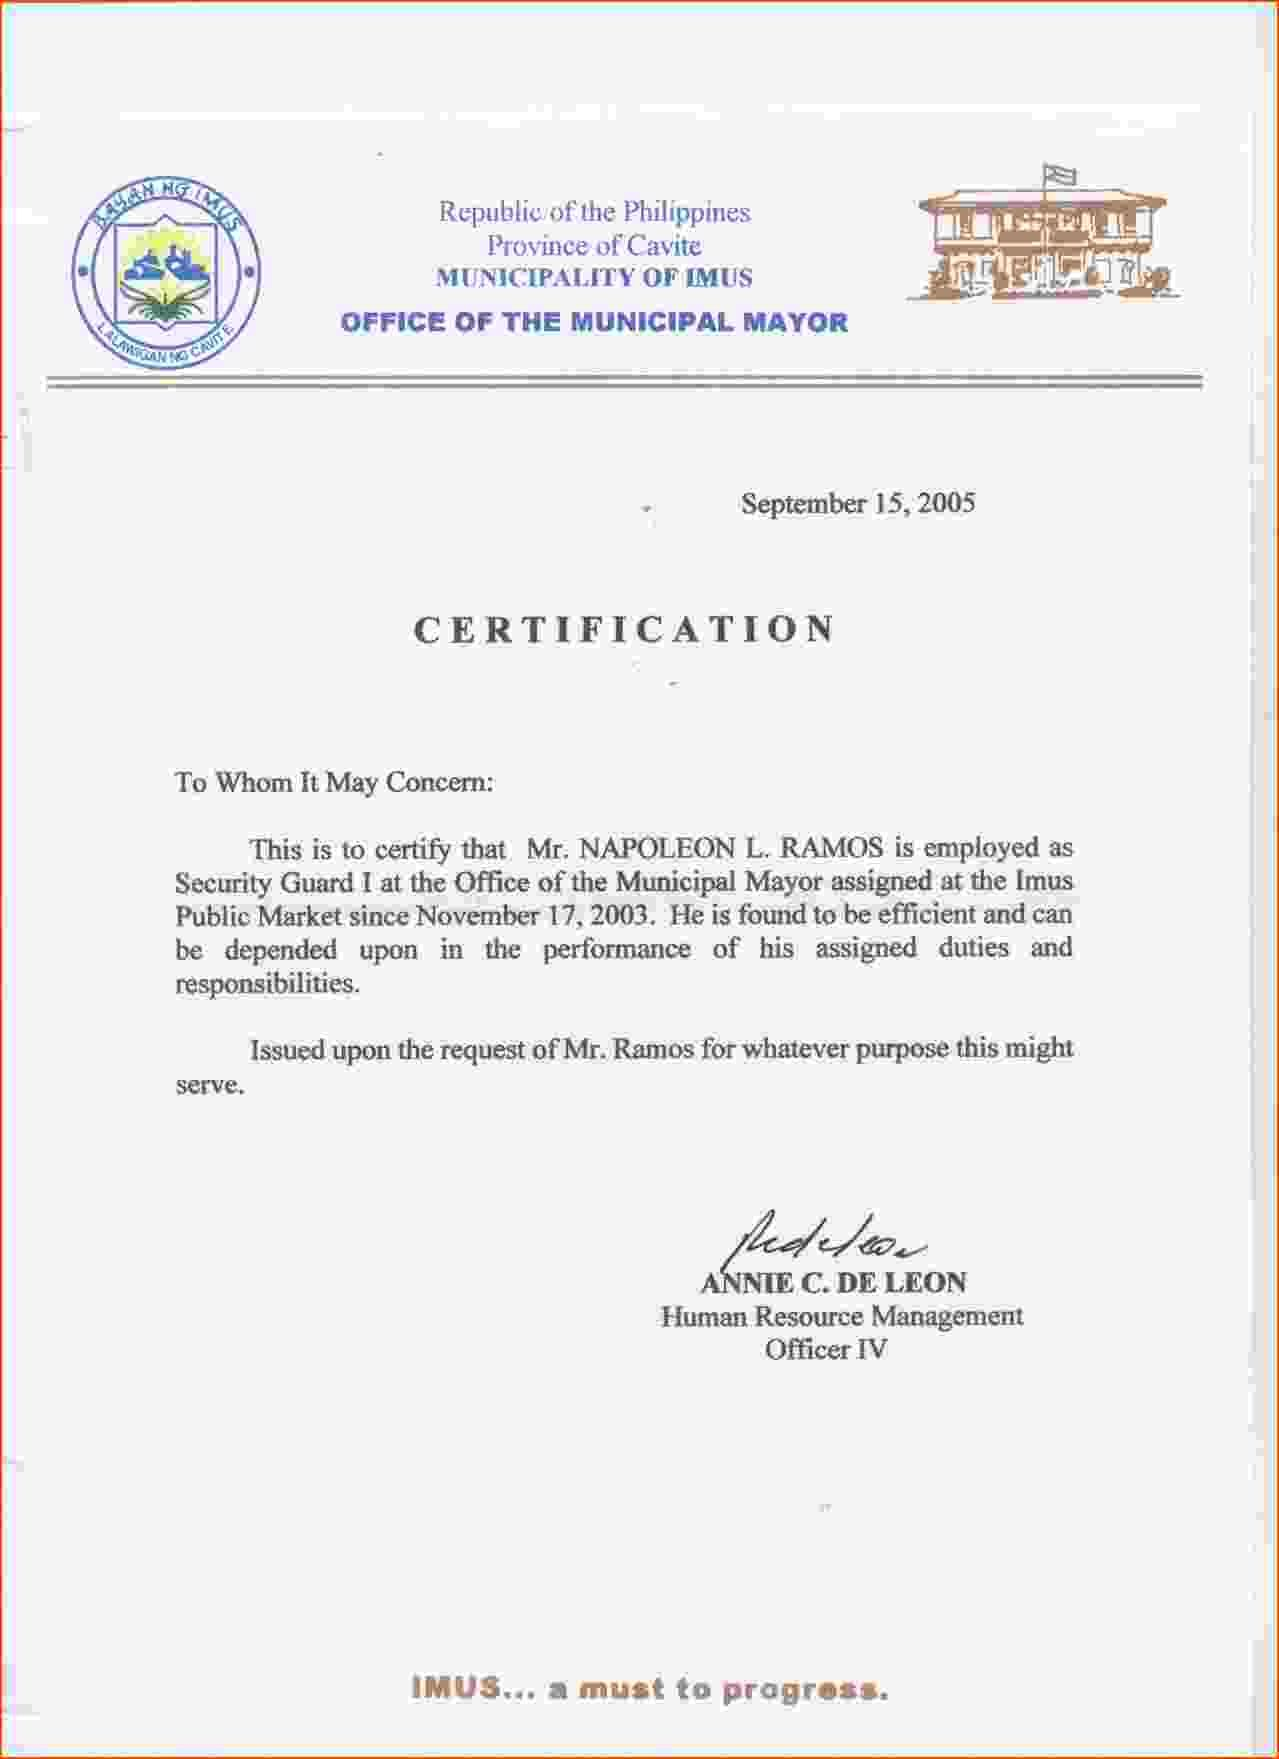 BAYAN NG IMUS
LALAWIGAN NG CAVITE
Republic of the Philippines
Province of Cavite
MUNICIPALITY OF IMUS
OFFICE OF THE MUNICIPAL MAYOR
September 15, 2005
CERTIFICATION
To Whom It May Concern:
This is to certify that Mr. NAPOLEON L. RAMOS is employed as
Security Guard I at the Office of the Municipal Mayor assigned at the Imus
Public Market since November 17, 2003. He is found to be efficient and can
be depended upon in the performance of his assigned duties and
responsibilities.
Issued upon the request of Mr. Ramos for whatever purpose this might
serve.
ANNIE C. DE LEON
Human Resource Management
Officer IV
IMUS... a must to progress.